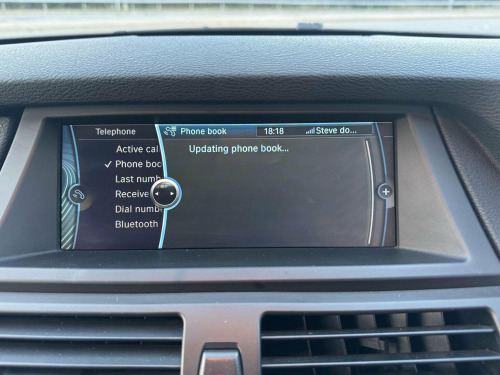 Telephone
Phone book 18:18 Steve do...
Updating phone book...
Active cal
✓ Phone boo
Last numb
Receive
Dial numb
Bluetooth